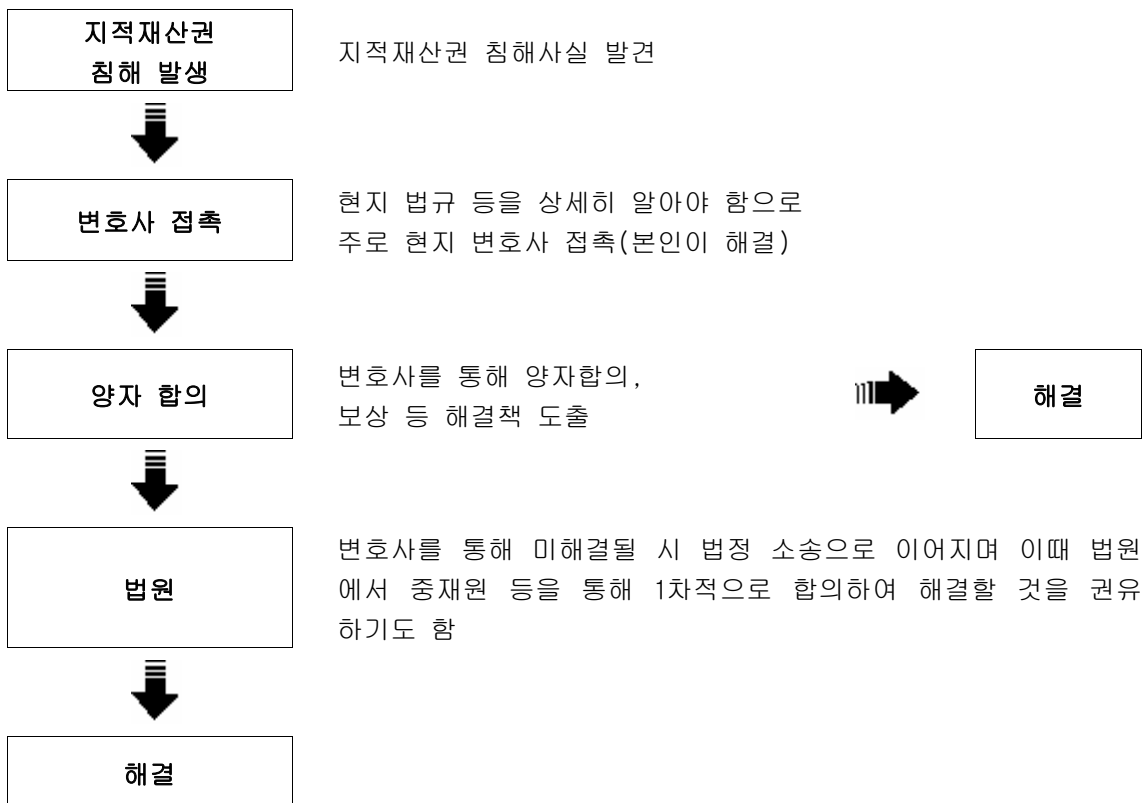 지적재산권
침해 발생
지적재산권 침해사실 발견
변호사 접촉
현지 법규 등을 상세히 알아야 함으로
주로 현지 변호사 접촉(본인이 해결)
양자 합의
변호사를 통해 양자합의,
보상 등 해결책 도출
해결
법원
변호사를 통해 미해결될 시 법정 소송으로 이어지며 이때 법원
에서 중재원 등을 통해 1차적으로 합의하여 해결할 것을 권유
하기도 함
해결